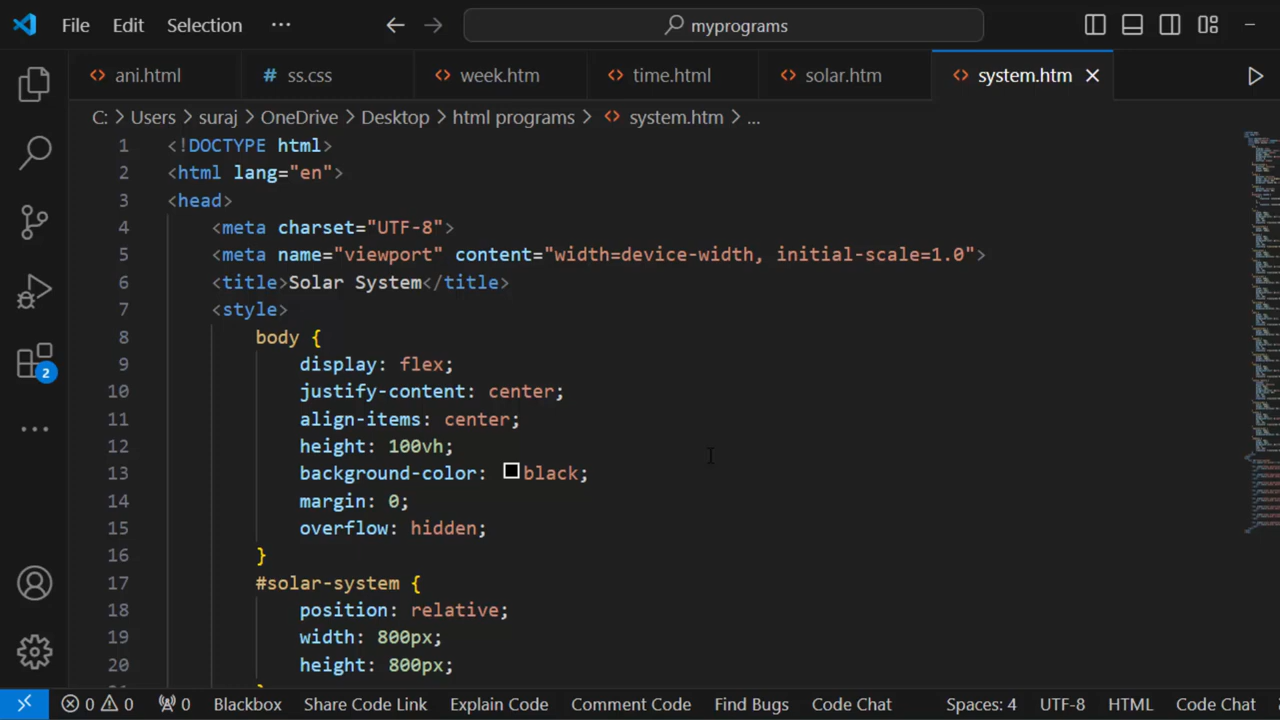 File Edit Selection ··· myprograms
ani.html # ss.css week.htm time.html solar.htm system.htm
C: > Users > suraj > OneDrive > Desktop > html programs > system.htm > ...
1 <!DOCTYPE html>
2 <html lang="en">
3 <head>
4 <meta charset="UTF-8">
5 <meta name="viewport" content="width=device-width, initial-scale=1.0">
6 <title>Solar System</title>
7 <style>
8 body {
9 display: flex;
10 justify-content: center;
11 align-items: center;
12 height: 100vh;
13 background-color: black;
14 margin: 0;
15 overflow: hidden;
16 }
17 #solar-system {
18 position: relative;
19 width: 800px;
20 height: 800px;
2
0 0 0 Blackbox Share Code Link Explain Code Comment Code Find Bugs Code Chat Spaces: 4 UTF-8 HTML Code Chat